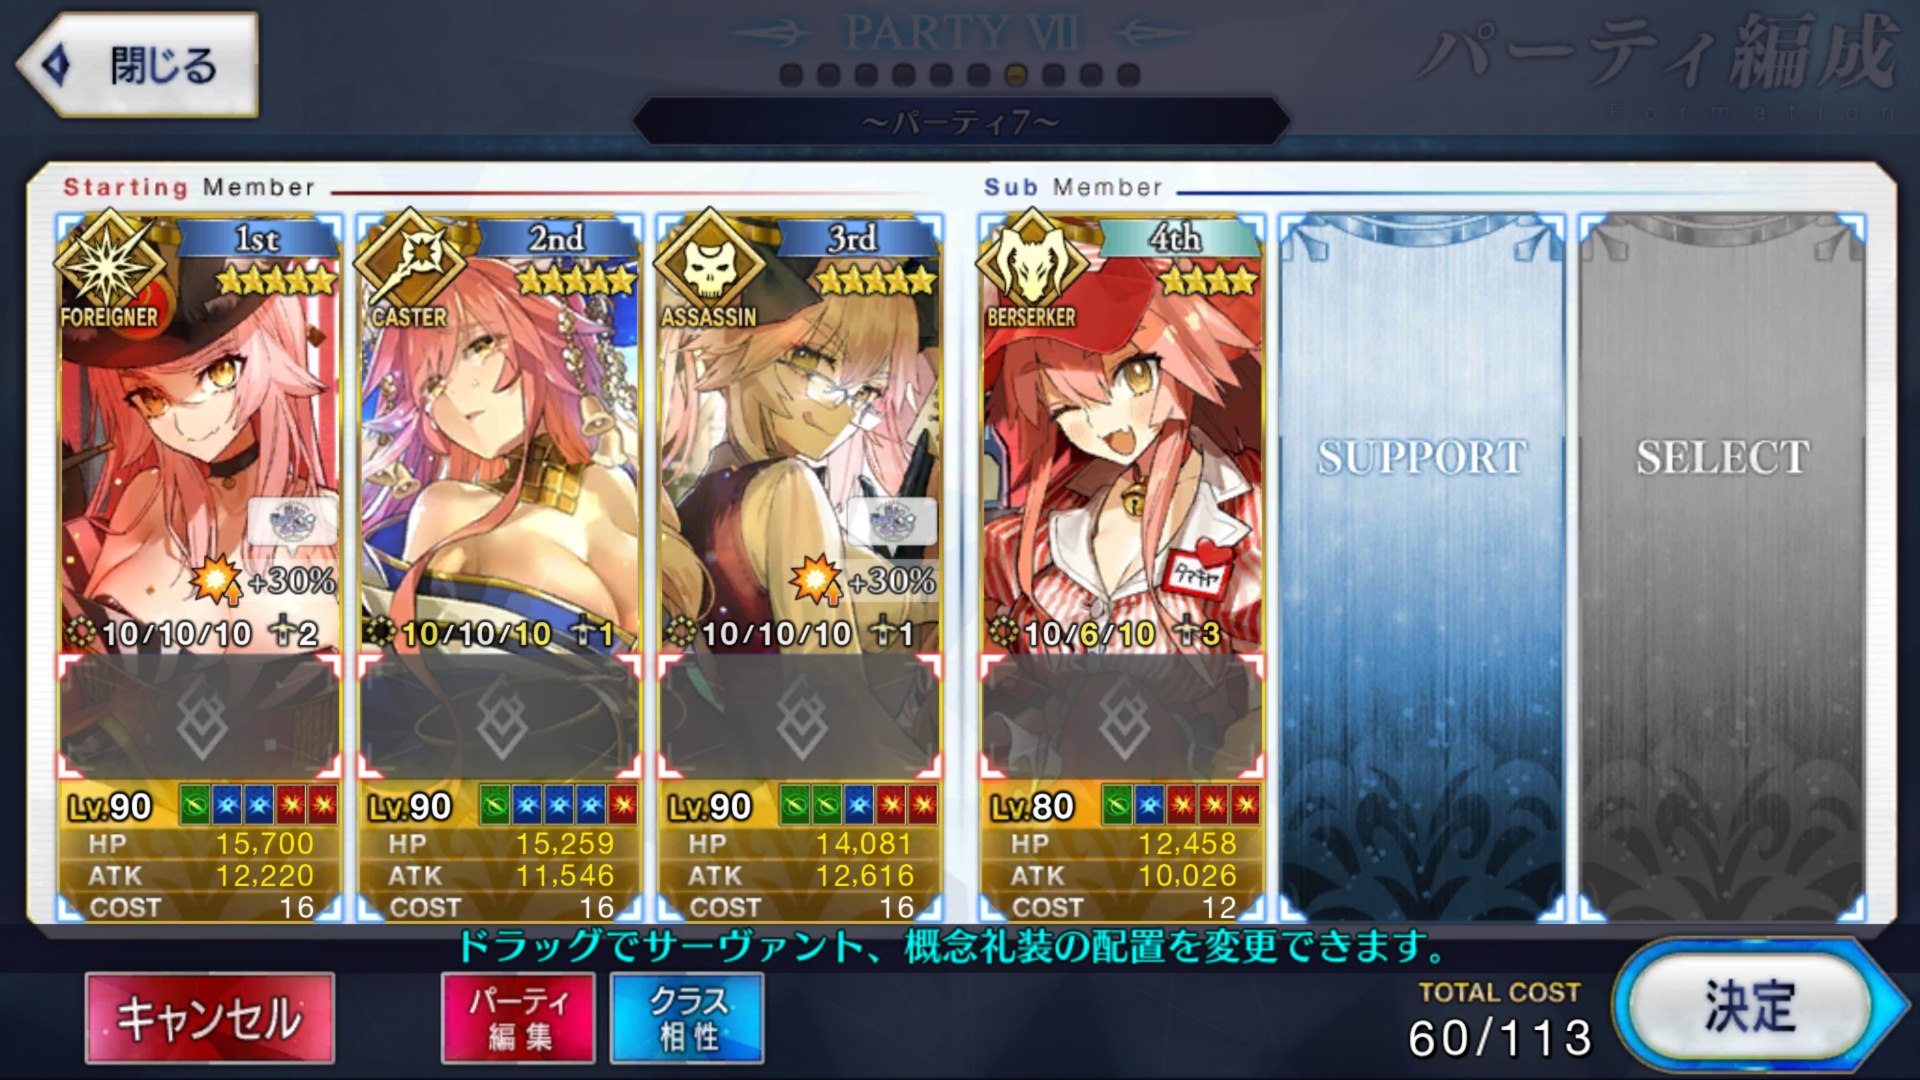 閉じる
PARTY Ⅶ
パーティ編成
Formation
～パーティ7～
Starting Member
Sub Member
1st
FOREIGNER
+30%
10/10/10 2
Lv.90
HP 15,700
ATK 12,220
COST 16
2nd
CASTER
10/10/10 1
Lv.90
HP 15,259
ATK 11,546
COST 16
3rd
ASSASSIN
+30%
10/10/10 1
Lv.90
HP 14,081
ATK 12,616
COST 16
4th
BERSERKER
タマキャ
10/6/10 3
Lv.80
HP 12,458
ATK 10,026
COST 12
SUPPORT
SELECT
ドラッグでサーヴァント、概念礼装の配置を変更できます。
キャンセル
パーティ
編集
クラス
相性
TOTAL COST
60/113
決定